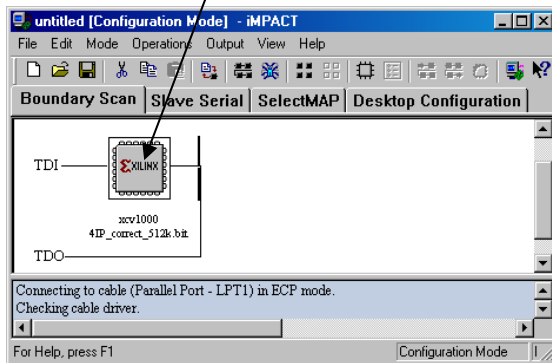 untitled [Configuration Mode] - iMPACT
File Edit Mode Operations Output View Help
Boundary Scan Slave Serial SelectMAP Desktop Configuration
TDI
XILINX
xcv1000
4IP_correct_512k.bit
TDO
Connecting to cable (Parallel Port - LPT1) in ECP mode.
Checking cable driver.
For Help, press F1 Configuration Mode